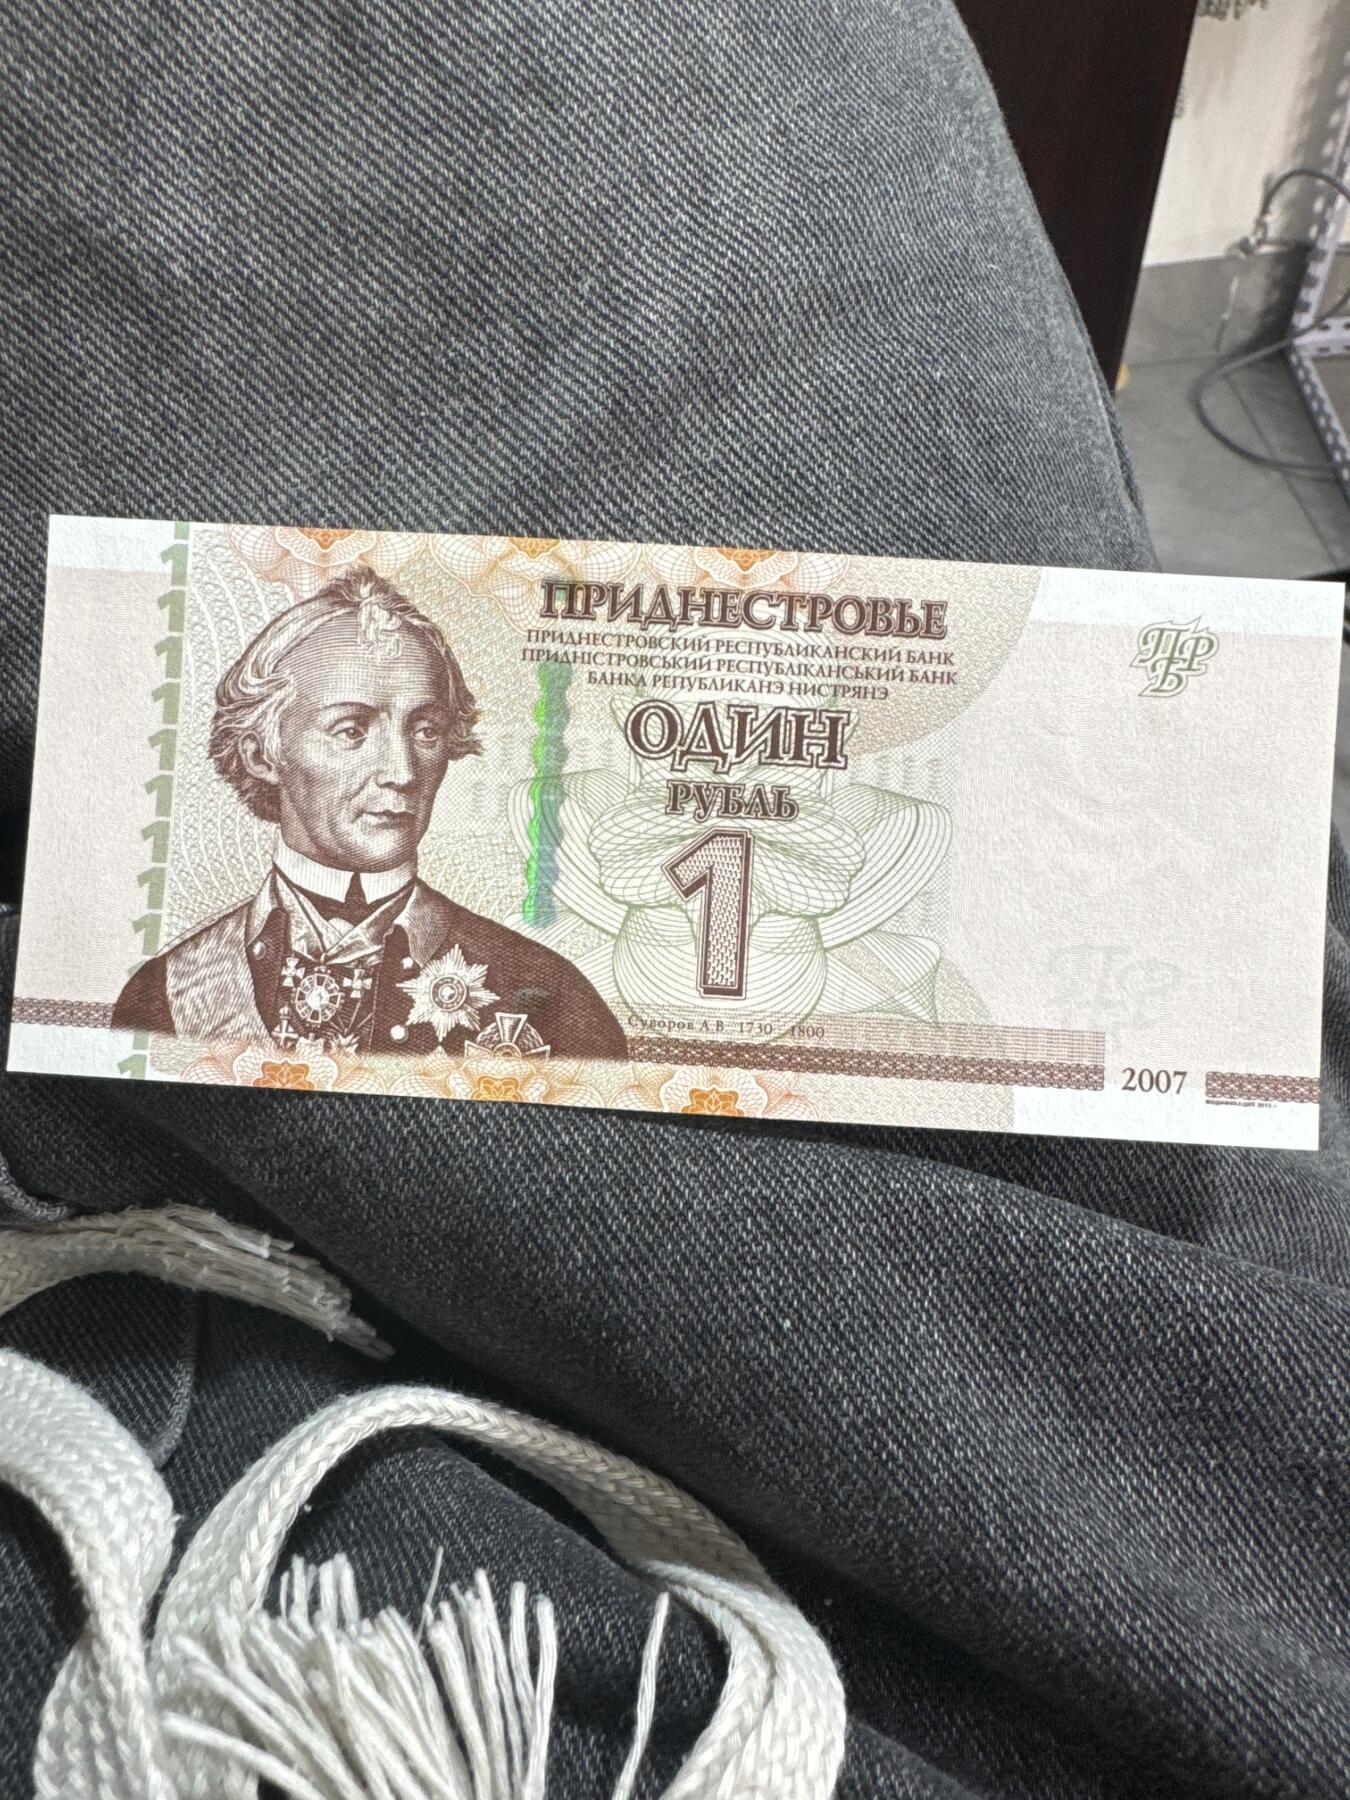 ПРИДНЕСТРОВЬЕ
ПРИДНЕСТРОВСКИЙ РЕСПУБЛИКАНСКИЙ БАНК
ПРИДНІСТРОВСЬКИЙ РЕСПУБЛІКАНСЬКИЙ БАНК
БАНКА РЕПУБЛИКАНЭ НИСТРЯНЭ
ОДИН
РУБЛЬ
1
Суворов А.В. 1730 - 1800
2007
ПРБ